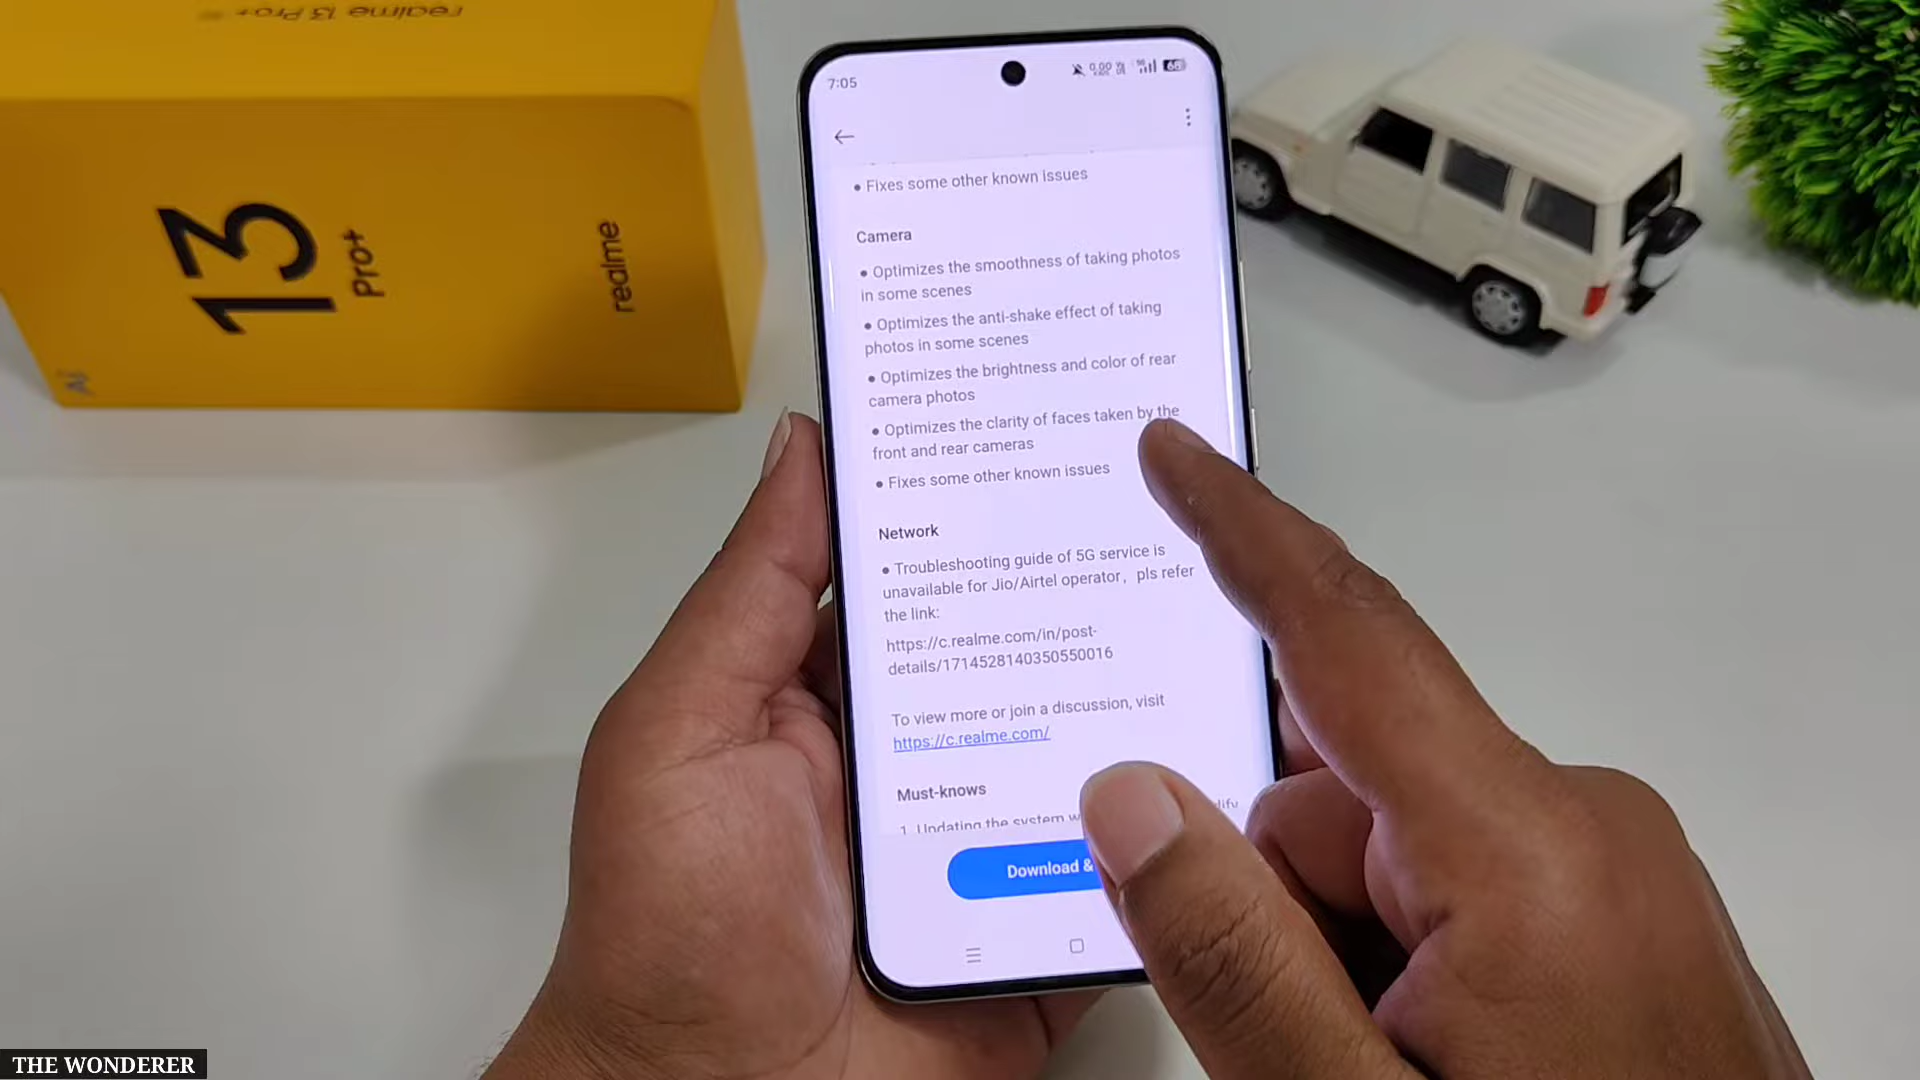 realme 13 Pro+
13
Pro+
realme
AI
7:05
66
• Fixes some other known issues
Camera
• Optimizes the smoothness of taking photos
in some scenes
• Optimizes the anti-shake effect of taking
photos in some scenes
• Optimizes the brightness and color of rear
camera photos
• Optimizes the clarity of faces taken by the
front and rear cameras
• Fixes some other known issues
Network
• Troubleshooting guide of 5G service is
unavailable for Jio/Airtel operator，pls refer
the link:
https://c.realme.com/in/post-
details/1714528140350550016
To view more or join a discussion, visit
https://c.realme.com/
Must-knows
1. Updating the system
Download &
THE WONDERER